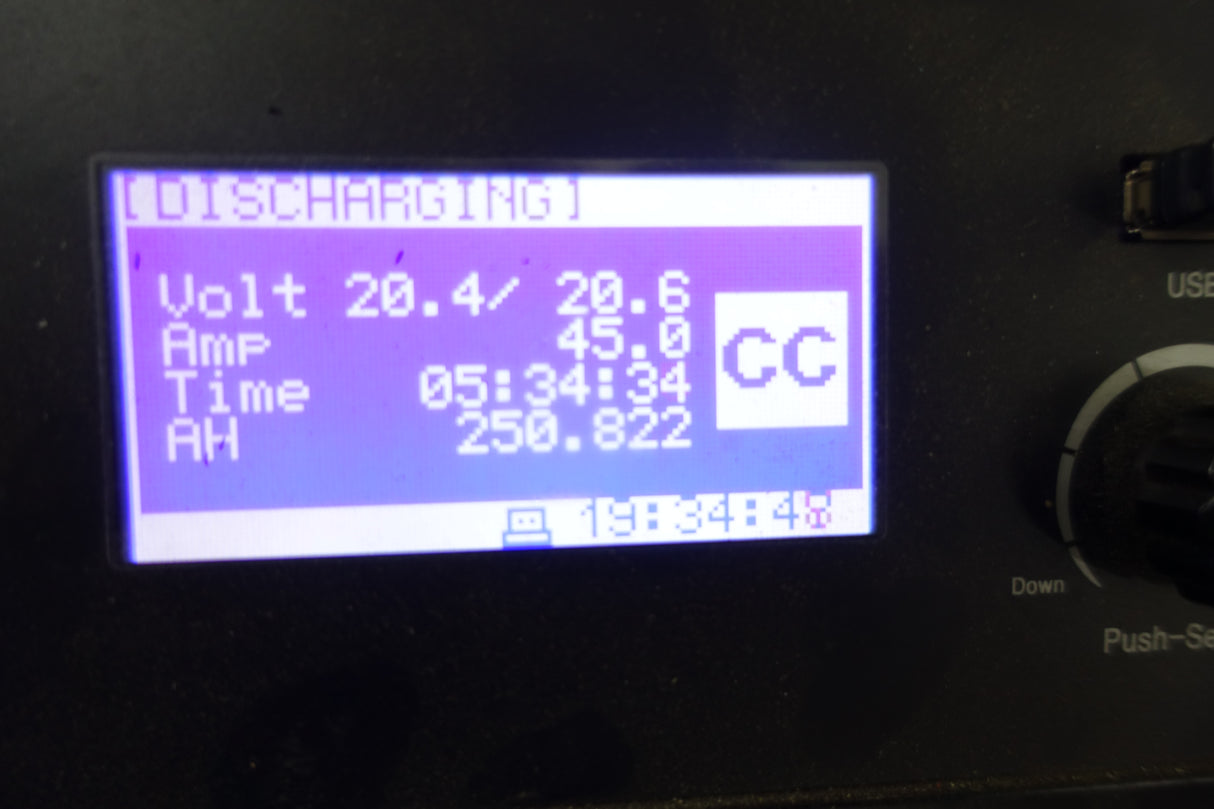 [DISCHARGING]
Volt 20.4/ 20.6
Amp 45.0
Time 05:34:34
AH 250.822
CC
USB
Down